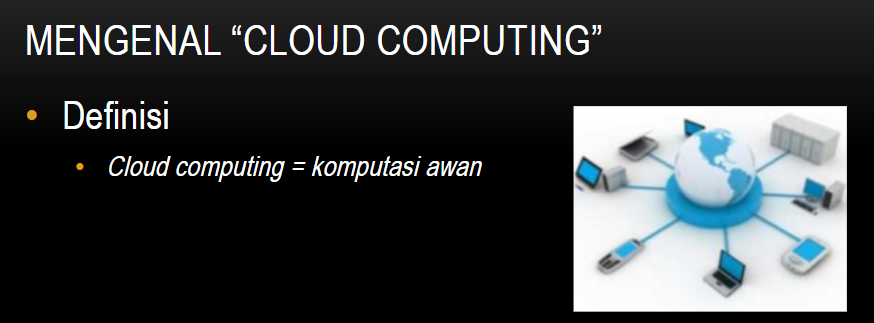 MENGENAL “CLOUD COMPUTING”
• Definisi
• Cloud computing = komputasi awan